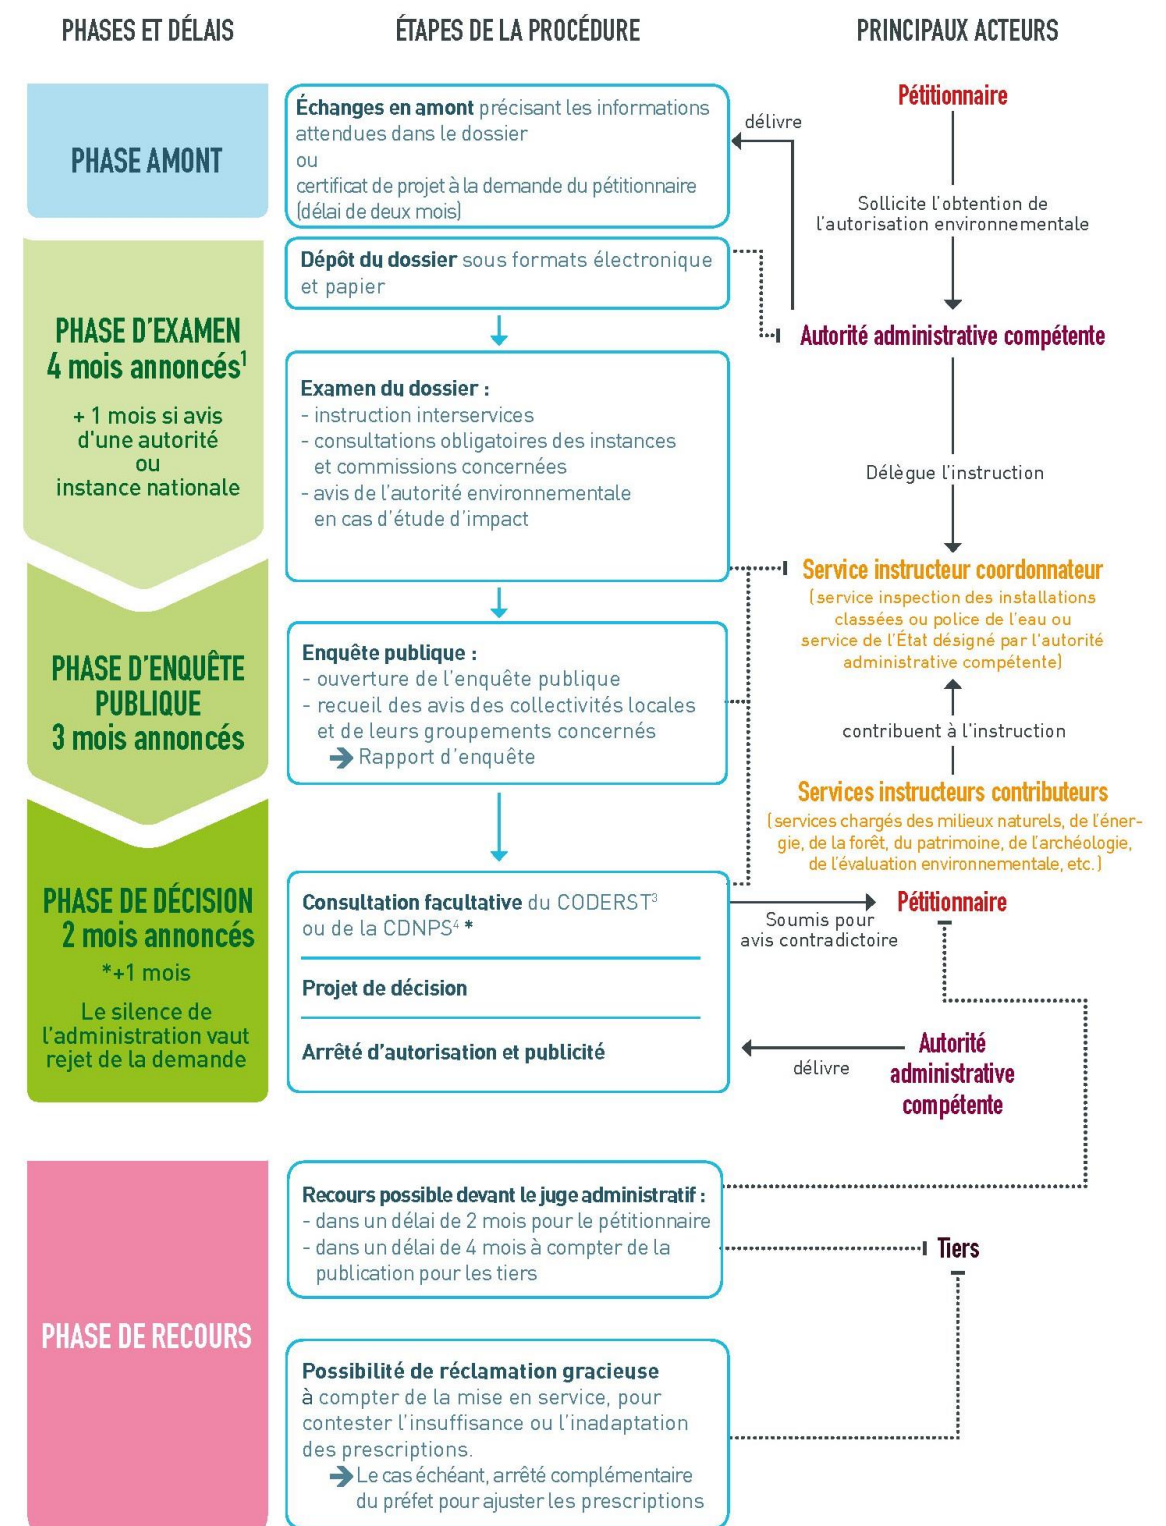 PHASES ET DÉLAIS
ÉTAPES DE LA PROCÉDURE
PRINCIPAUX ACTEURS
PHASE AMONT
Échanges en amont précisant les informations
attendues dans le dossier
ou
certificat de projet à la demande du pétitionnaire
(délai de deux mois)
délivre
Pétitionnaire
Sollicite l'obtention de
l'autorisation environnementale
PHASE D'EXAMEN
4 mois annoncés¹
+ 1 mois si avis
d'une autorité
ou
instance nationale
Dépôt du dossier sous formats électronique
et papier
Autorité administrative compétente
Examen du dossier :
- instruction interservices
- consultations obligatoires des instances
et commissions concernées
- avis de l'autorité environnementale
en cas d'étude d'impact
Délègue l'instruction
Service instructeur coordonnateur
(service inspection des installations
classées ou police de l'eau ou
service de l'État désigné par l'autorité
administrative compétente)
PHASE D'ENQUÊTE
PUBLIQUE
3 mois annoncés
Enquête publique :
- ouverture de l'enquête publique
- recueil des avis des collectivités locales
et de leurs groupements concernés
➔ Rapport d'enquête
contribuent à l'instruction
Services instructeurs contributeurs
(services chargés des milieux naturels, de l'éner-
gie, de la forêt, du patrimoine, de l'archéologie,
de l'évaluation environnementale, etc.)
PHASE DE DÉCISION
2 mois annoncés
*+1 mois
Le silence de
l'administration vaut
rejet de la demande
Consultation facultative du CODERST³
ou de la CDNPS⁴ *
Projet de décision
Arrêté d'autorisation et publicité
Soumis pour
avis contradictoire
Pétitionnaire
délivre
Autorité
administrative
compétente
PHASE DE RECOURS
Recours possible devant le juge administratif :
- dans un délai de 2 mois pour le pétitionnaire
- dans un délai de 4 mois à compter de la
publication pour les tiers
Tiers
Possibilité de réclamation gracieuse
à compter de la mise en service, pour
contester l'insuffisance ou l'inadaptation
des prescriptions.
➔ Le cas échéant, arrêté complémentaire
du préfet pour ajuster les prescriptions